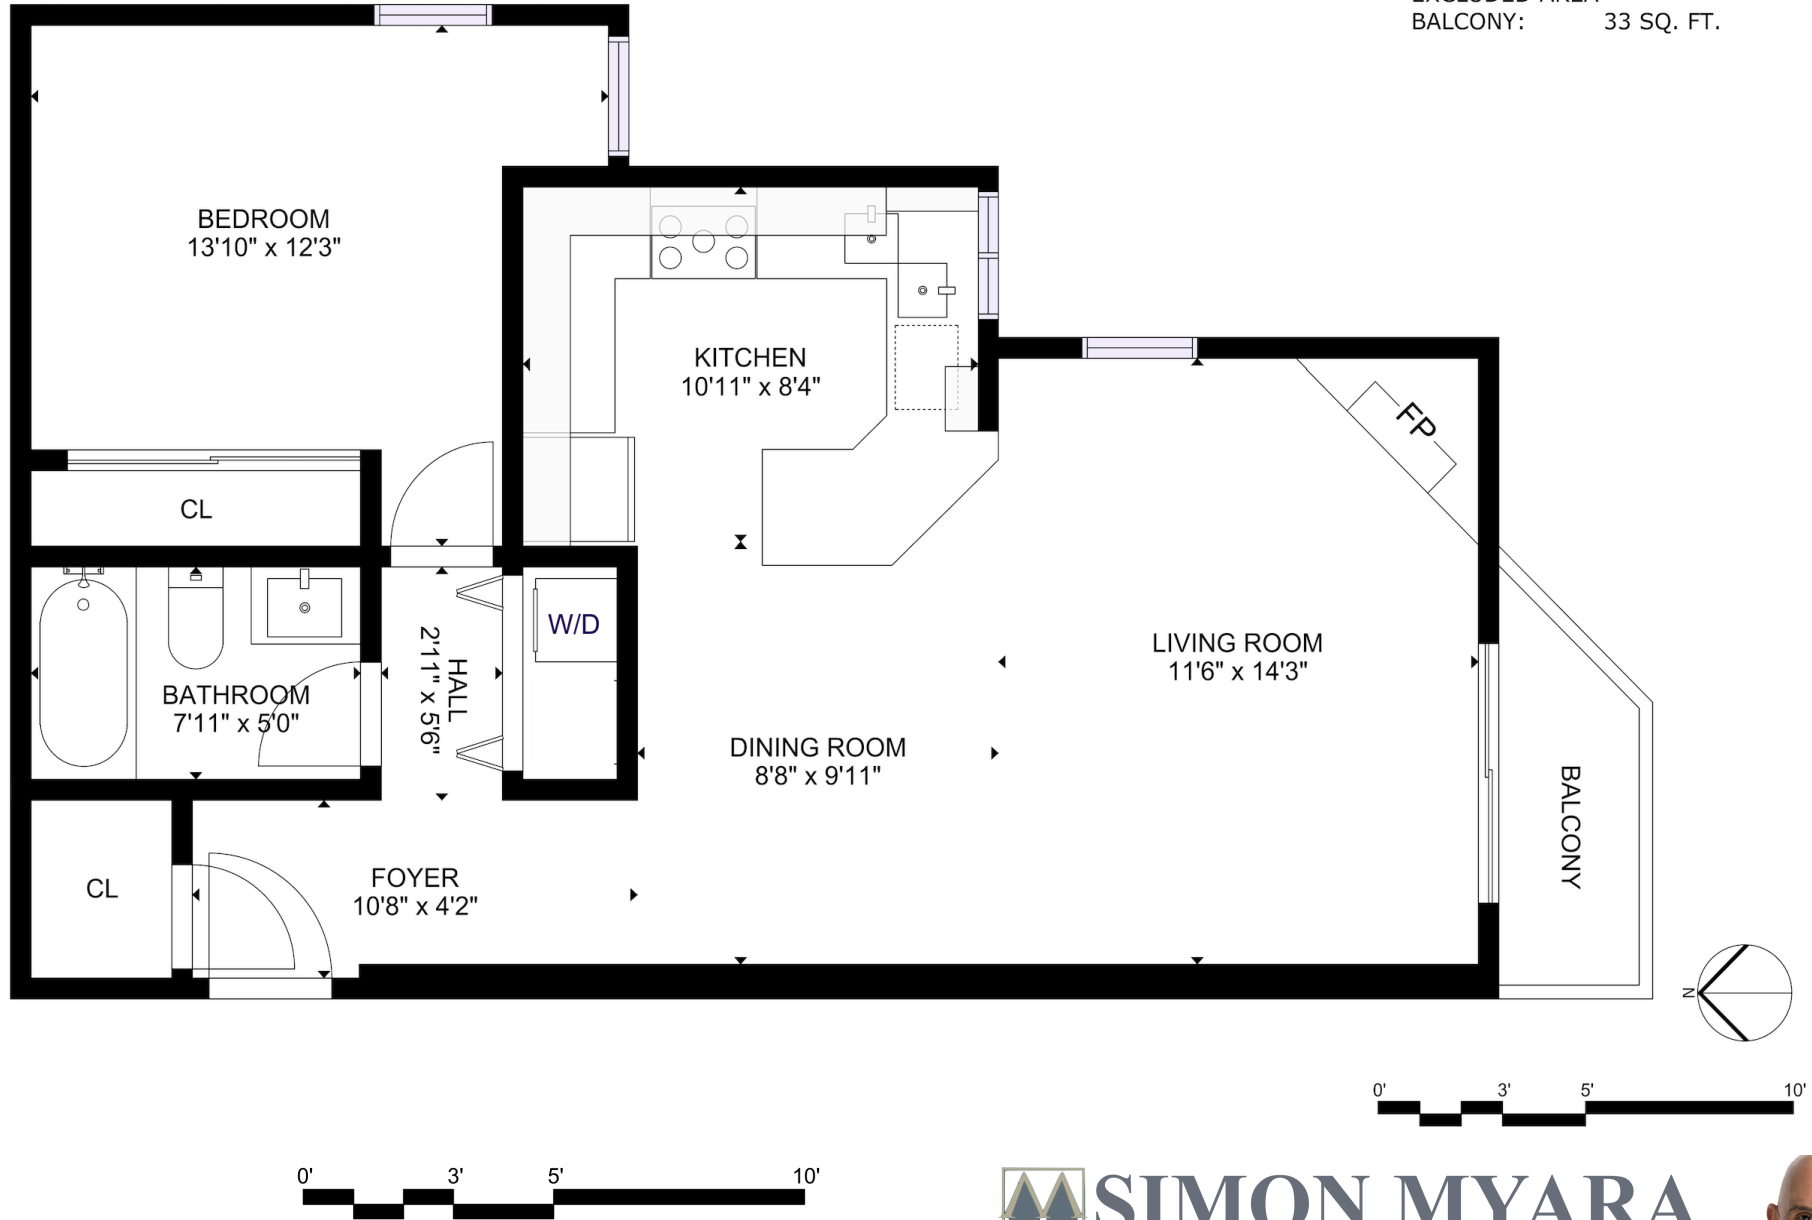 BALCONY: 33 SQ. FT.
BEDROOM
13'10" x 12'3"
KITCHEN
10'11" x 8'4"
FP
CL
W/D
2'11" x 5'6"
HALL
LIVING ROOM
11'6" x 14'3"
BATHROOM
7'11" x 5'0"
DINING ROOM
8'8" x 9'11"
BALCONY
CL
FOYER
10'8" x 4'2"
N
0' 3' 5' 10'
0' 3' 5' 10'
SIMON MYARA